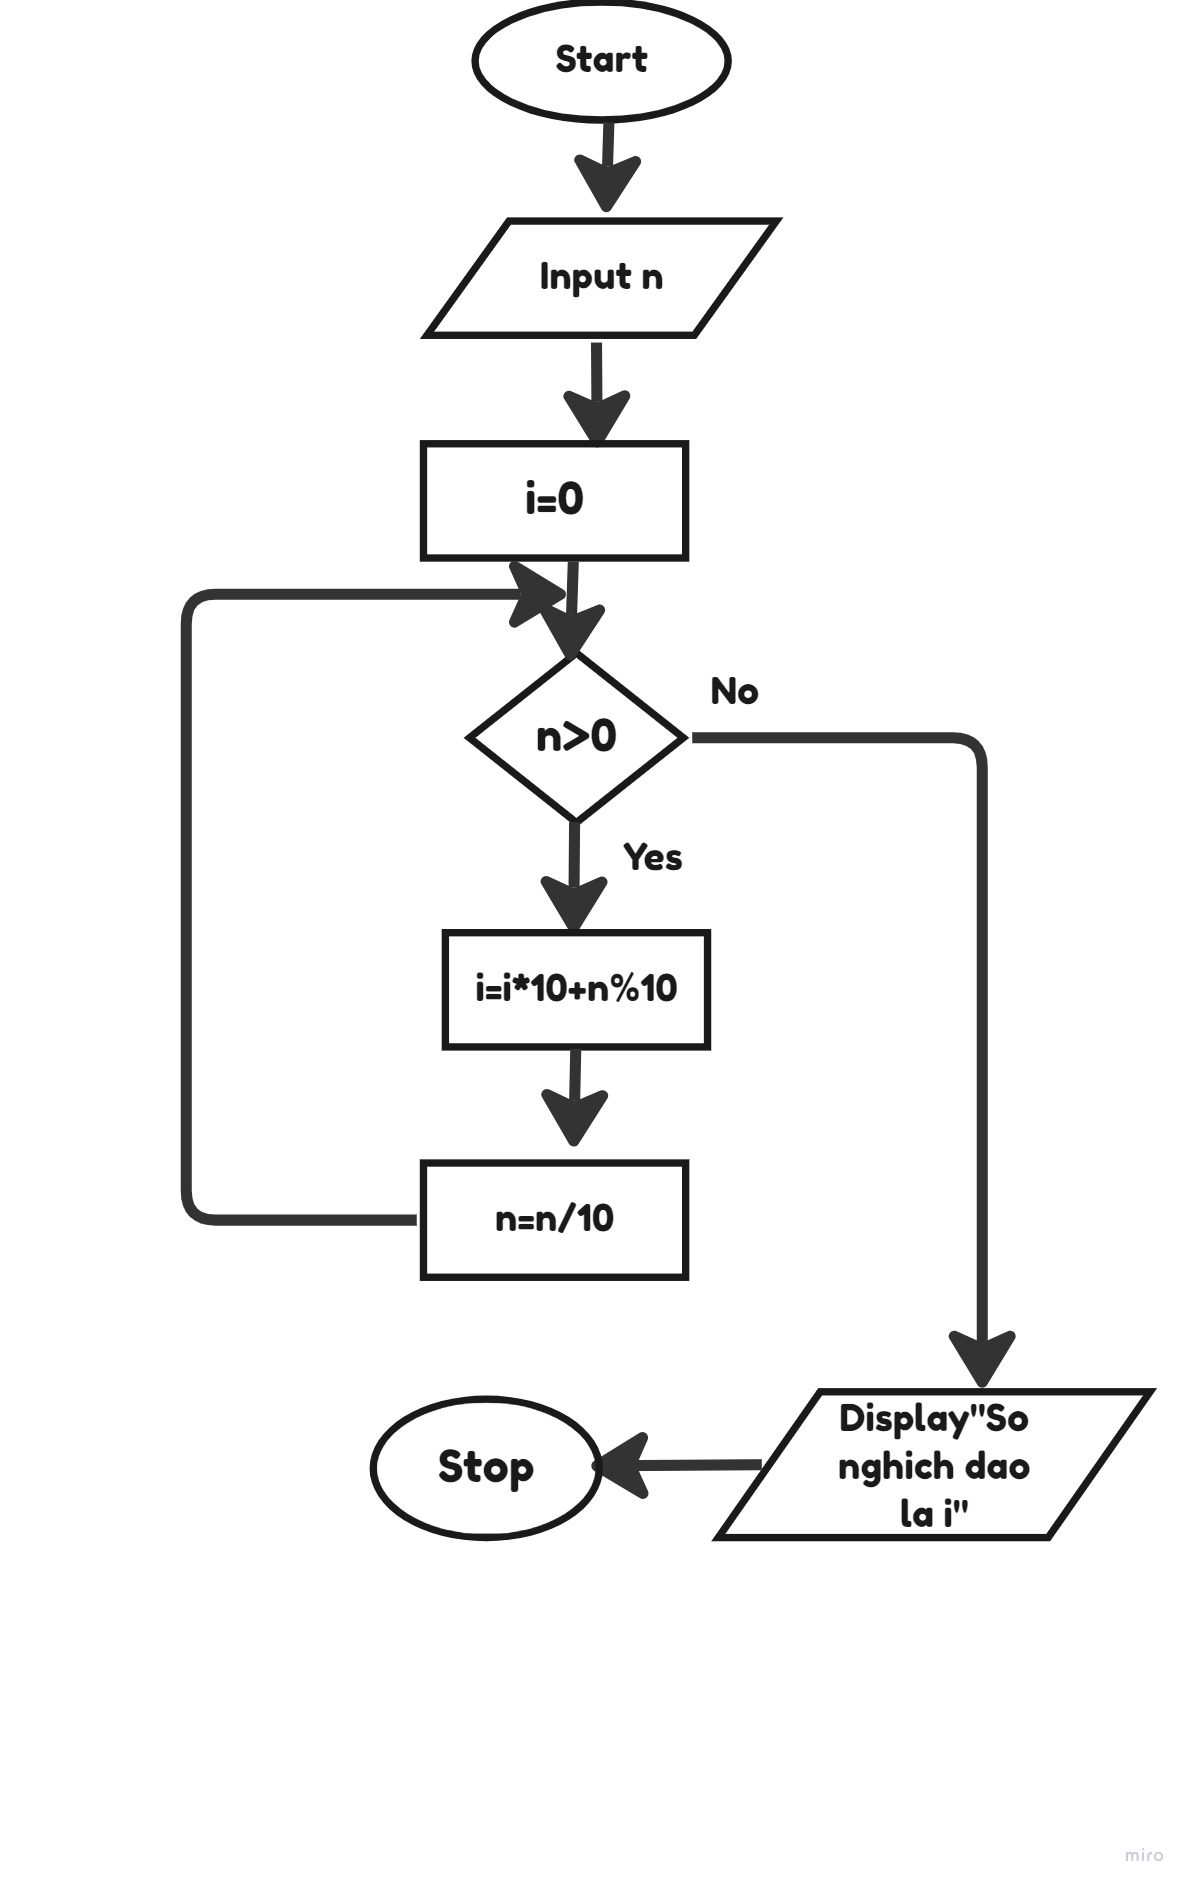 Start
Input n
i=0
n>0
No
Yes
i=i*10+n%10
n=n/10
Display"So
nghich dao
la i"
Stop
miro